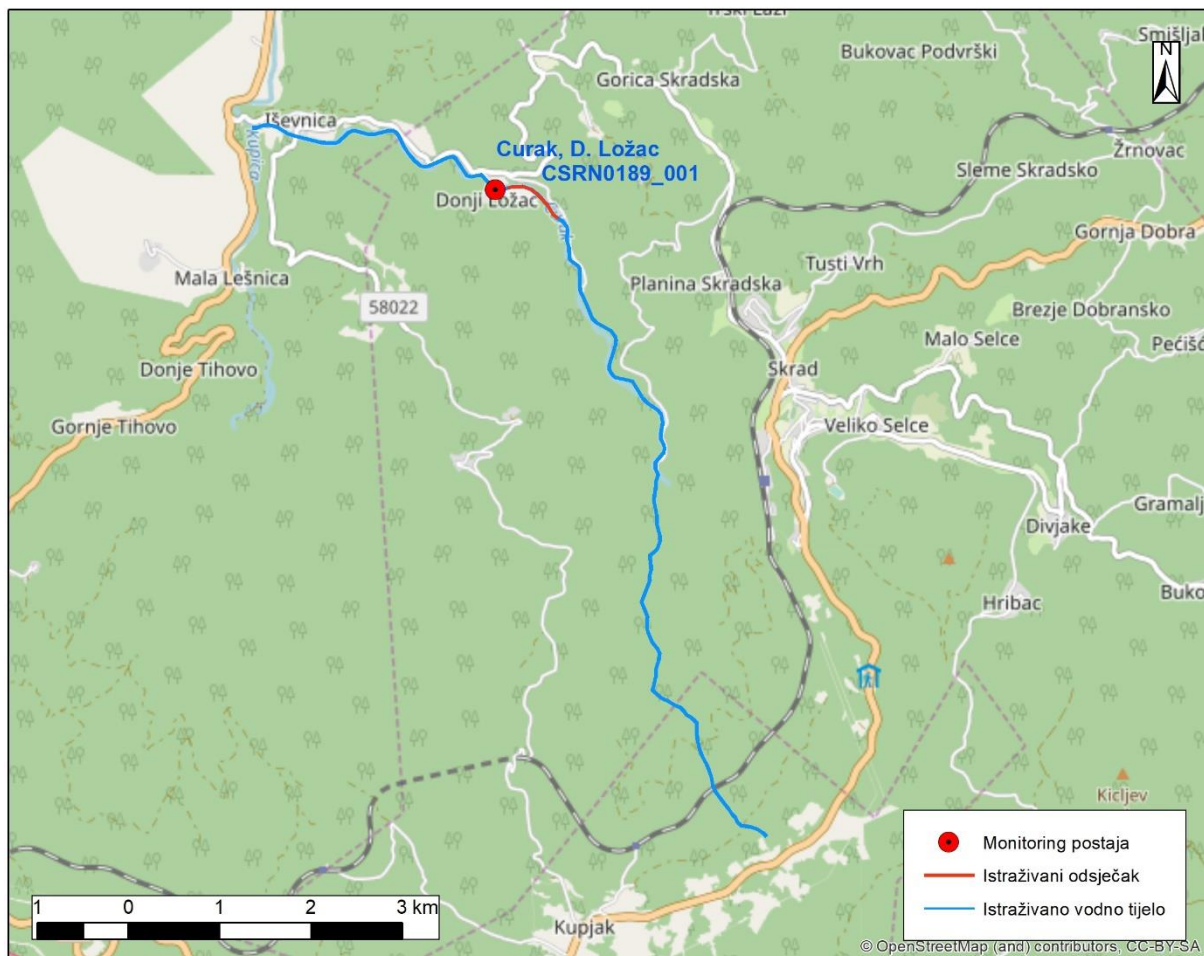 Gorica Skradska
Bukovac Podvrški
Smišljak
N
Iševnica
Kupica
Curak, D. Ložac
CSRN0189_001
Žrnovac
Sleme Skradsko
Donji Ložac
Gornja Dobra
Tusti Vrh
Mala Lešnica
Planina Skradska
58022
Brezje Dobransko
Malo Selce
Donje Tihovo
Skrad
Gornje Tihovo
Veliko Selce
Divjake
Hribac
Kicljev
Kupjak
Monitoring postaja
Istraživani odsječak
Istraživano vodno tijelo
1 0 1 2 3 km
© OpenStreetMap (and) contributors, CC-BY-SA